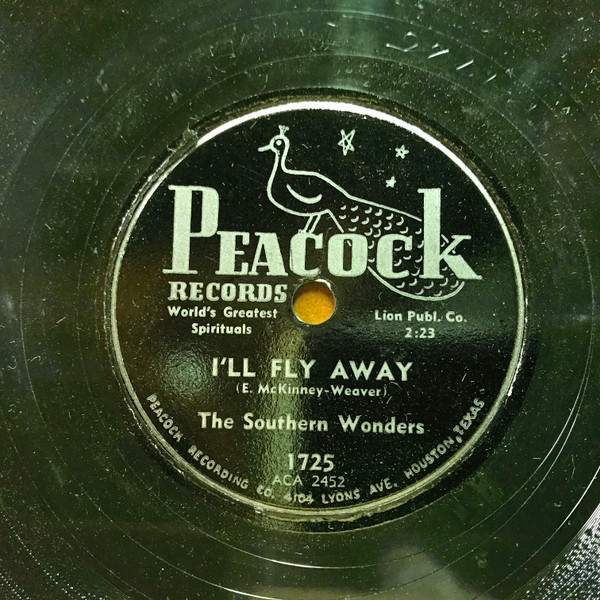 PEACOCK
RECORDS
World's Greatest
Spirituals
Lion Publ. Co.
2:23
I'LL FLY AWAY
(E. McKinney-Weaver)
The Southern Wonders
1725
ACA 2452
PEACOCK RECORDING CO. 4104 LYONS AVE. HOUSTON, TEXAS